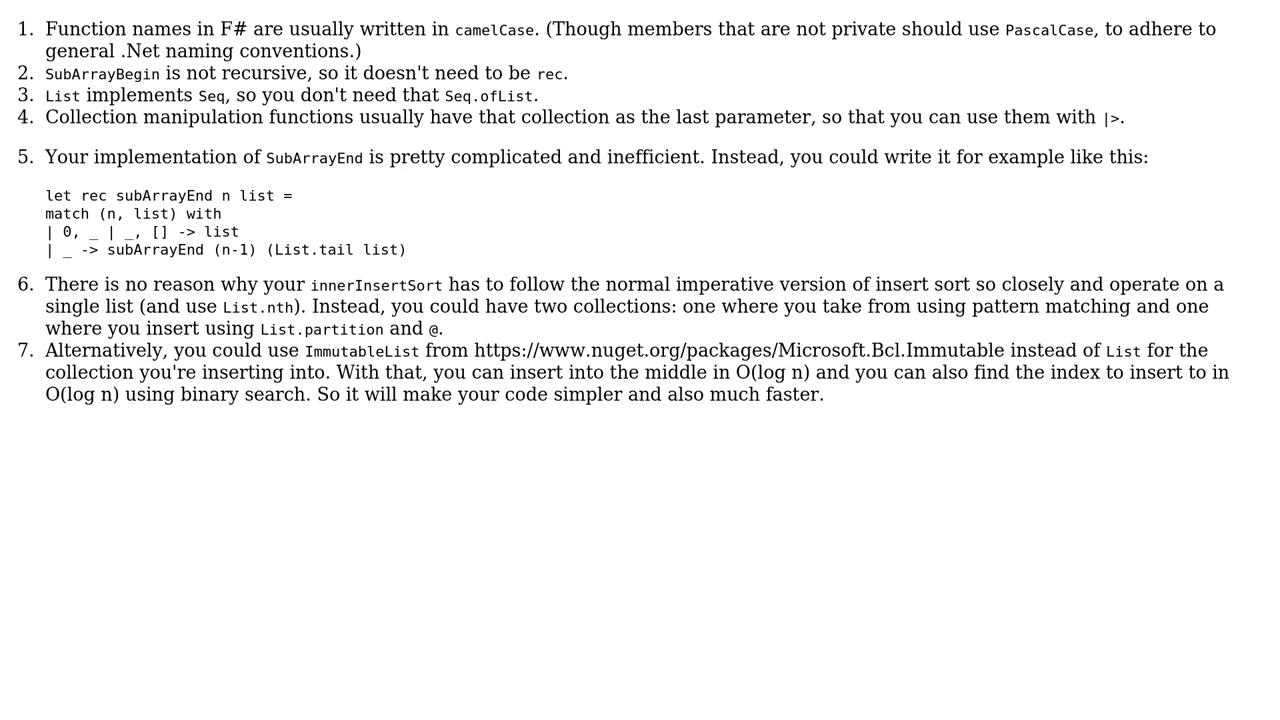 1. Function names in F# are usually written in camelCase. (Though members that are not private should use PascalCase, to adhere to
general .Net naming conventions.)
2. SubArrayBegin is not recursive, so it doesn't need to be rec.
3. List implements Seq, so you don't need that Seq.ofList.
4. Collection manipulation functions usually have that collection as the last parameter, so that you can use them with |>.
5. Your implementation of SubArrayEnd is pretty complicated and inefficient. Instead, you could write it for example like this:
let rec subArrayEnd n list =
match (n, list) with
| 0, _ | _, [] -> list
| _ -> subArrayEnd (n-1) (List.tail list)
6. There is no reason why your innerInsertSort has to follow the normal imperative version of insert sort so closely and operate on a
single list (and use List.nth). Instead, you could have two collections: one where you take from using pattern matching and one
where you insert using List.partition and @.
7. Alternatively, you could use ImmutableList from https://www.nuget.org/packages/Microsoft.Bcl.Immutable instead of List for the
collection you're inserting into. With that, you can insert into the middle in O(log n) and you can also find the index to insert to in
O(log n) using binary search. So it will make your code simpler and also much faster.